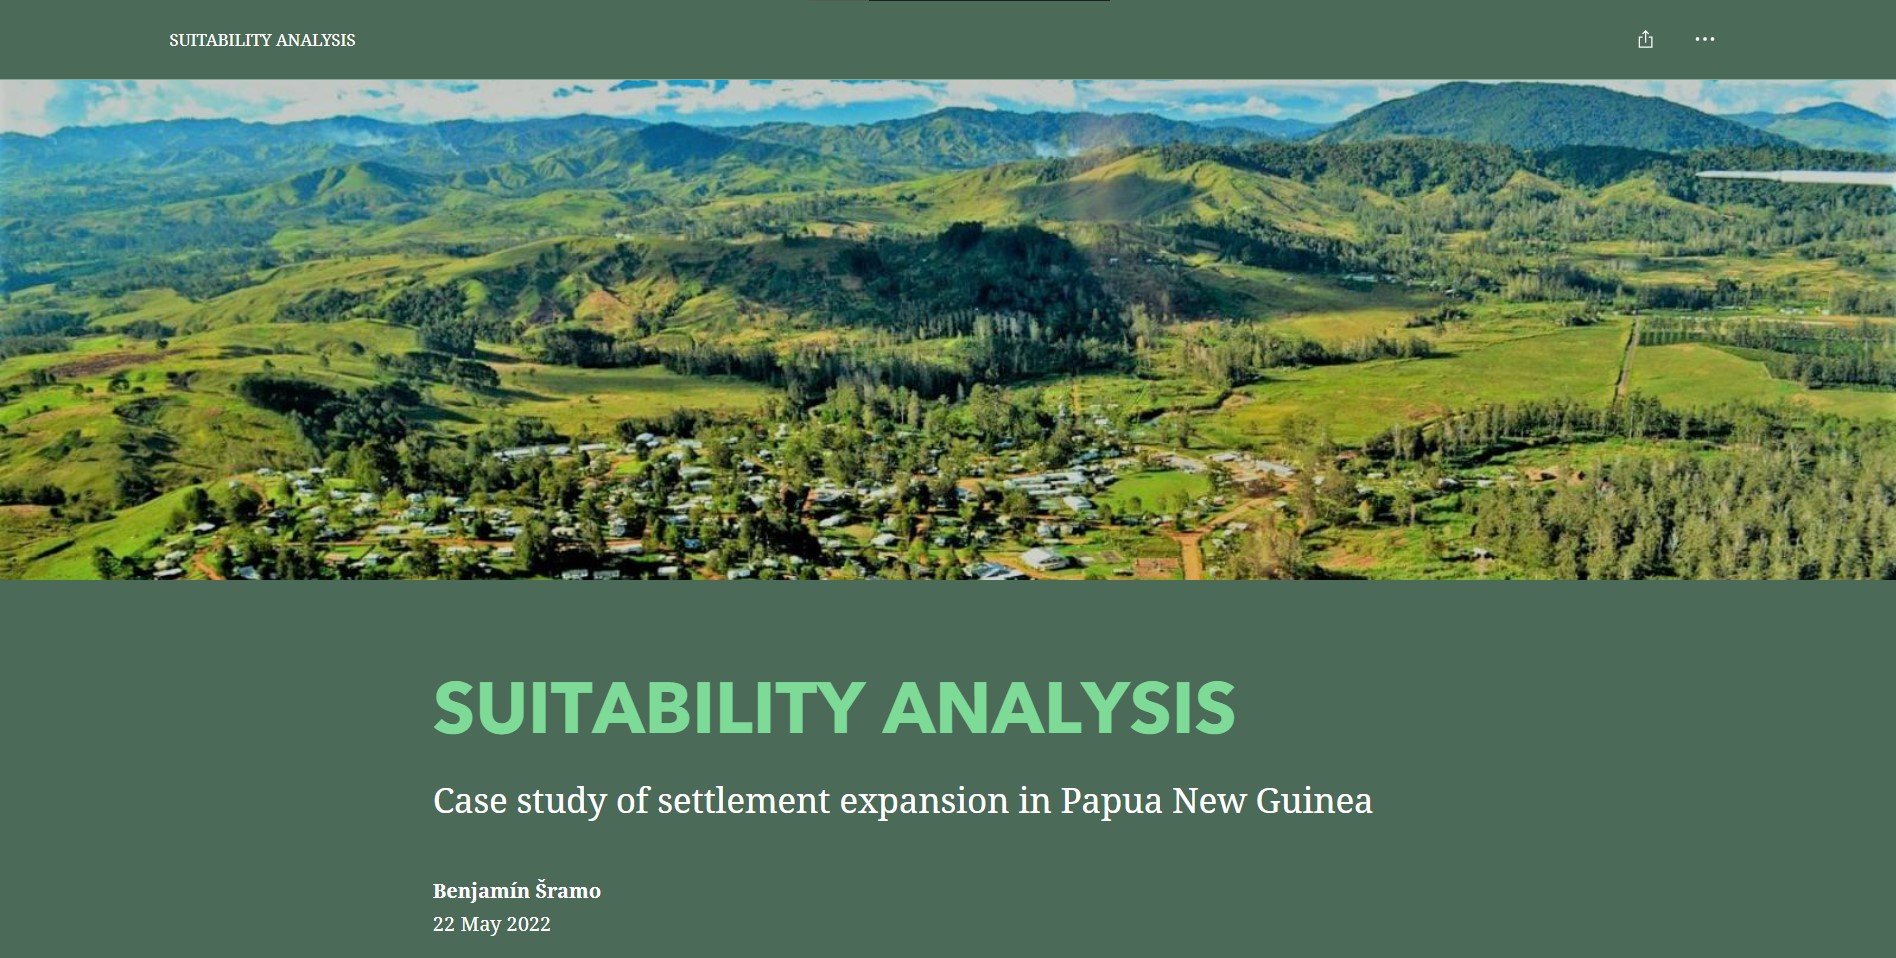 SUITABILITY ANALYSIS
SUITABILITY ANALYSIS
Case study of settlement expansion in Papua New Guinea
Benjamín Šramo
22 May 2022